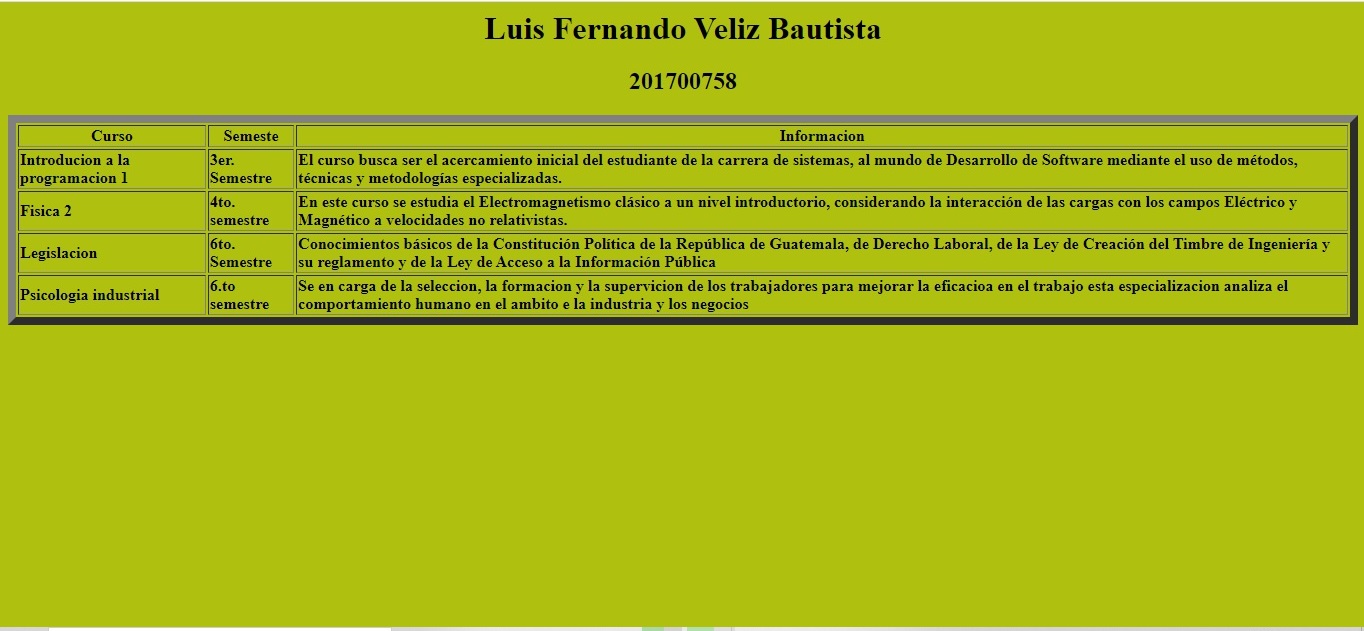 Luis Fernando Veliz Bautista
201700758
Curso Semeste Informacion
Introducion a la programacion 1
3er. Semestre
El curso busca ser el acercamiento inicial del estudiante de la carrera de sistemas, al mundo de Desarrollo de Software mediante el uso de métodos,
técnicas y metodologías especializadas.
Fisica 2
4to. semestre
En este curso se estudia el Electromagnetismo clásico a un nivel introductorio, considerando la interacción de las cargas con los campos Eléctrico y
Magnético a velocidades no relativistas.
Legislacion
6to. Semestre
Conocimientos básicos de la Constitución Política de la República de Guatemala, de Derecho Laboral, de la Ley de Creación del Timbre de Ingeniería y
su reglamento y de la Ley de Acceso a la Información Pública
Psicologia industrial
6.to semestre
Se en carga de la seleccion, la formacion y la supervicion de los trabajadores para mejorar la eficacioa en el trabajo esta especializacion analiza el
comportamiento humano en el ambito e la industria y los negocios